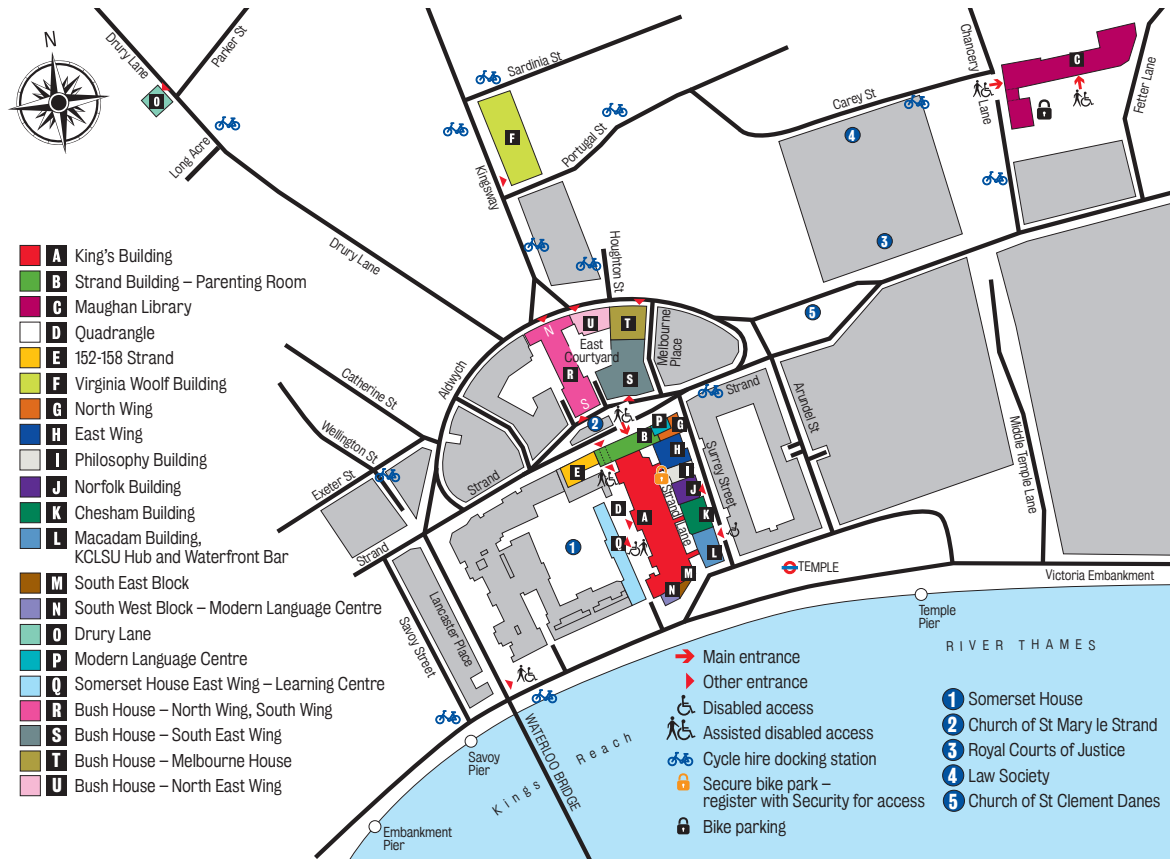 N
Drury Lane
Parker St
O
Long Acre
Drury Lane
Sardinia St
F
Portugal St
Kingsway
Houghton St
Carey St
4
3
Chancery
Lane
C
Fetter Lane
A King's Building
B Strand Building – Parenting Room
C Maughan Library
D Quadrangle
E 152-158 Strand
F Virginia Woolf Building
G North Wing
H East Wing
I Philosophy Building
J Norfolk Building
K Chesham Building
L Macadam Building,
KCLSU Hub and Waterfront Bar
M South East Block
N South West Block – Modern Language Centre
O Drury Lane
P Modern Language Centre
Q Somerset House East Wing – Learning Centre
R Bush House – North Wing, South Wing
S Bush House – South East Wing
T Bush House – Melbourne House
U Bush House – North East Wing
Aldwych
Catherine St
Wellington St
Exeter St
Strand
Strand
Strand
N
U
T
East
Courtyard
R
S
S
Melbourne
Place
5
2
P
G
B
H
E
I
J
D
A
K
Q
L
M
N
1
Strand Lane
Surrey Street
Arundel St
Middle Temple Lane
Savoy Street
Lancaster Place
TEMPLE
Victoria Embankment
Temple
Pier
RIVER THAMES
Savoy
Pier
WATERLOO BRIDGE
Kings Reach
Embankment
Pier
Main entrance
Other entrance
Disabled access
Assisted disabled access
Cycle hire docking station
Secure bike park –
register with Security for access
Bike parking
1 Somerset House
2 Church of St Mary le Strand
3 Royal Courts of Justice
4 Law Society
5 Church of St Clement Danes